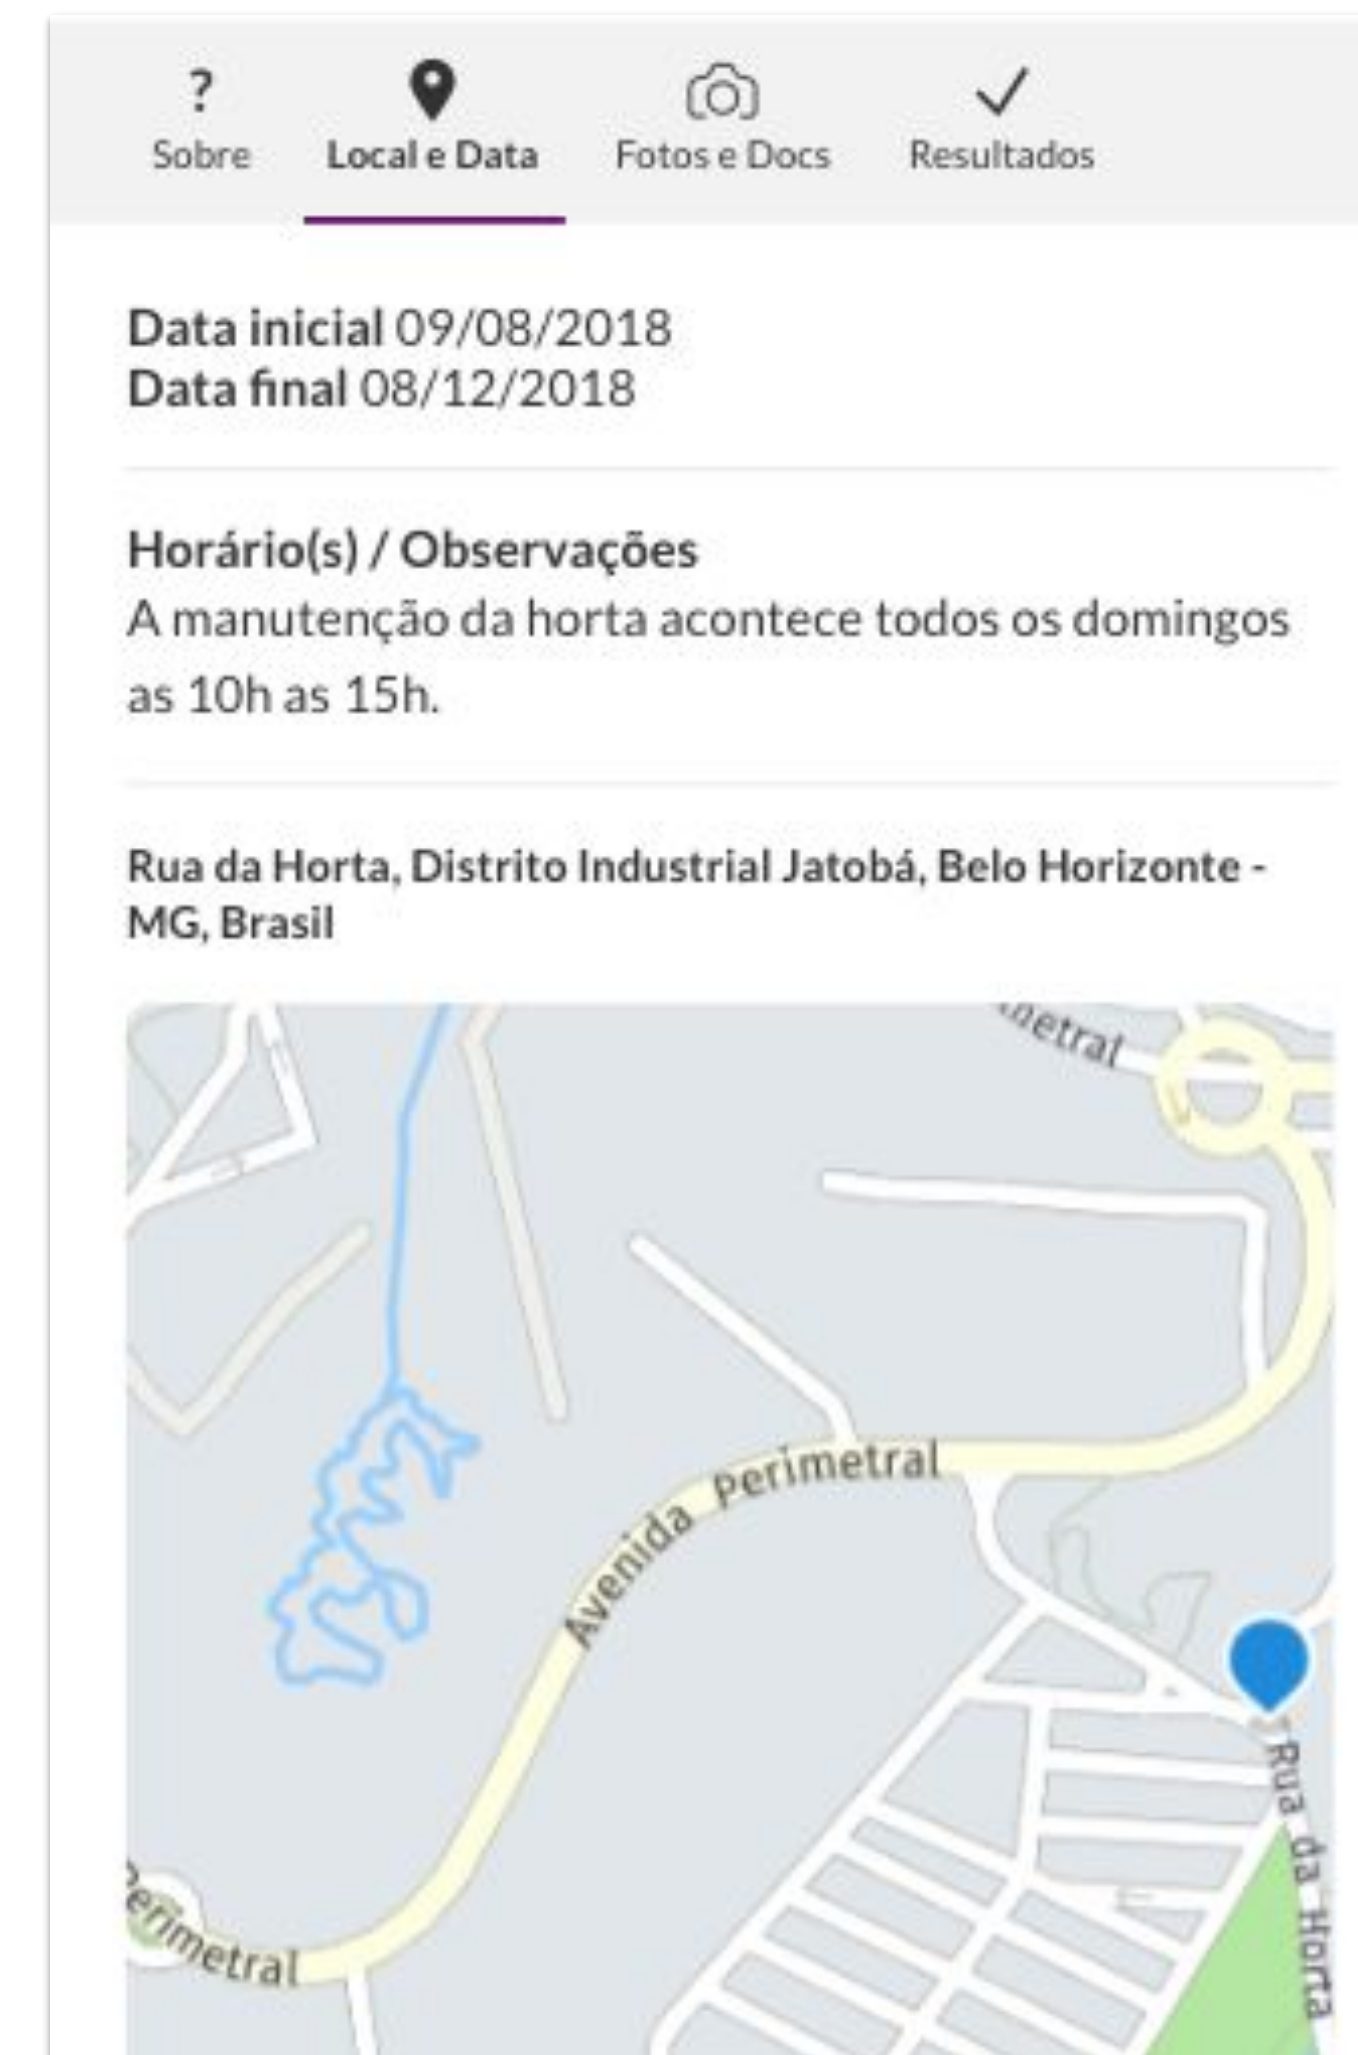 ?
Sobre
Local e Data
Fotos e Docs
Resultados
Data inicial 09/08/2018
Data final 08/12/2018
Horário(s) / Observações
A manutenção da horta acontece todos os domingos
as 10h as 15h.
Rua da Horta, Distrito Industrial Jatobá, Belo Horizonte -
MG, Brasil
metral
Avenida Perimetral
Perimetral
Rua da Horta